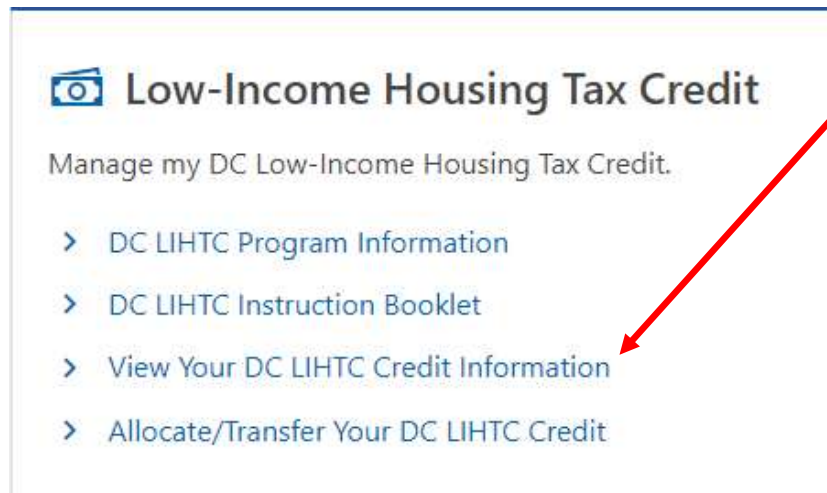 Low-Income Housing Tax Credit
Manage my DC Low-Income Housing Tax Credit.
DC LIHTC Program Information
DC LIHTC Instruction Booklet
View Your DC LIHTC Credit Information
Allocate/Transfer Your DC LIHTC Credit